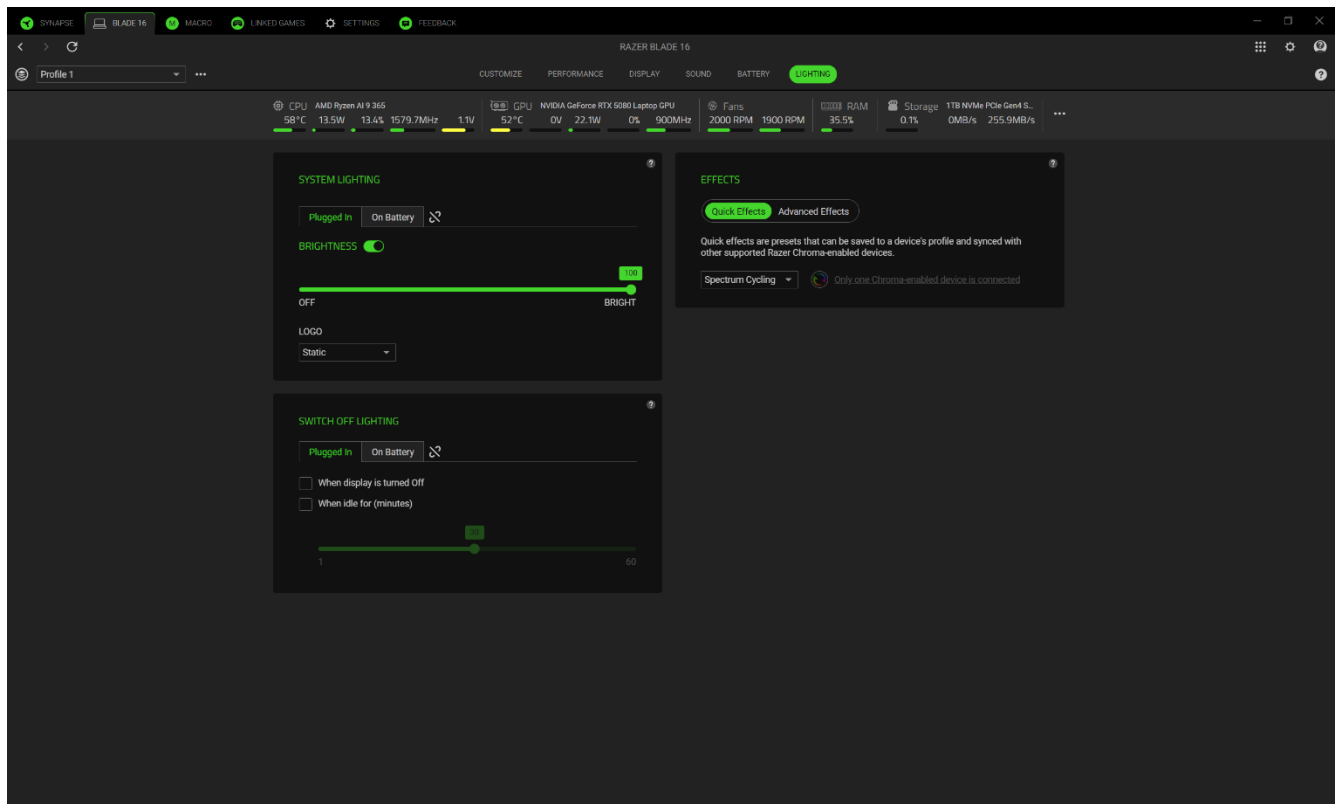 SYNAPSE BLADE 16 MACRO LINKED GAMES SETTINGS FEEDBACK
RAZER BLADE 16
Profile 1 CUSTOMIZE PERFORMANCE DISPLAY SOUND BATTERY LIGHTING
CPU AMD Ryzen AI 9 365 GPU NVIDIA GeForce RTX 5080 Laptop GPU Fans RAM Storage 1TB NVMe PCIe Gen4 S...
58°C 13.5W 13.4% 1579.7MHz 1.1V 52°C 0V 22.1W 0% 900MHz 2000 RPM 1900 RPM 35.5% 0.1% 0MB/s 255.9MB/s
SYSTEM LIGHTING
Plugged In On Battery
BRIGHTNESS
100
OFF BRIGHT
LOGO
Static
EFFECTS
Quick Effects Advanced Effects
Quick effects are presets that can be saved to a device's profile and synced with
other supported Razer Chroma-enabled devices.
Spectrum Cycling Only one Chroma-enabled device is connected
SWITCH OFF LIGHTING
Plugged In On Battery
When display is turned Off
When idle for (minutes)
30
1 60